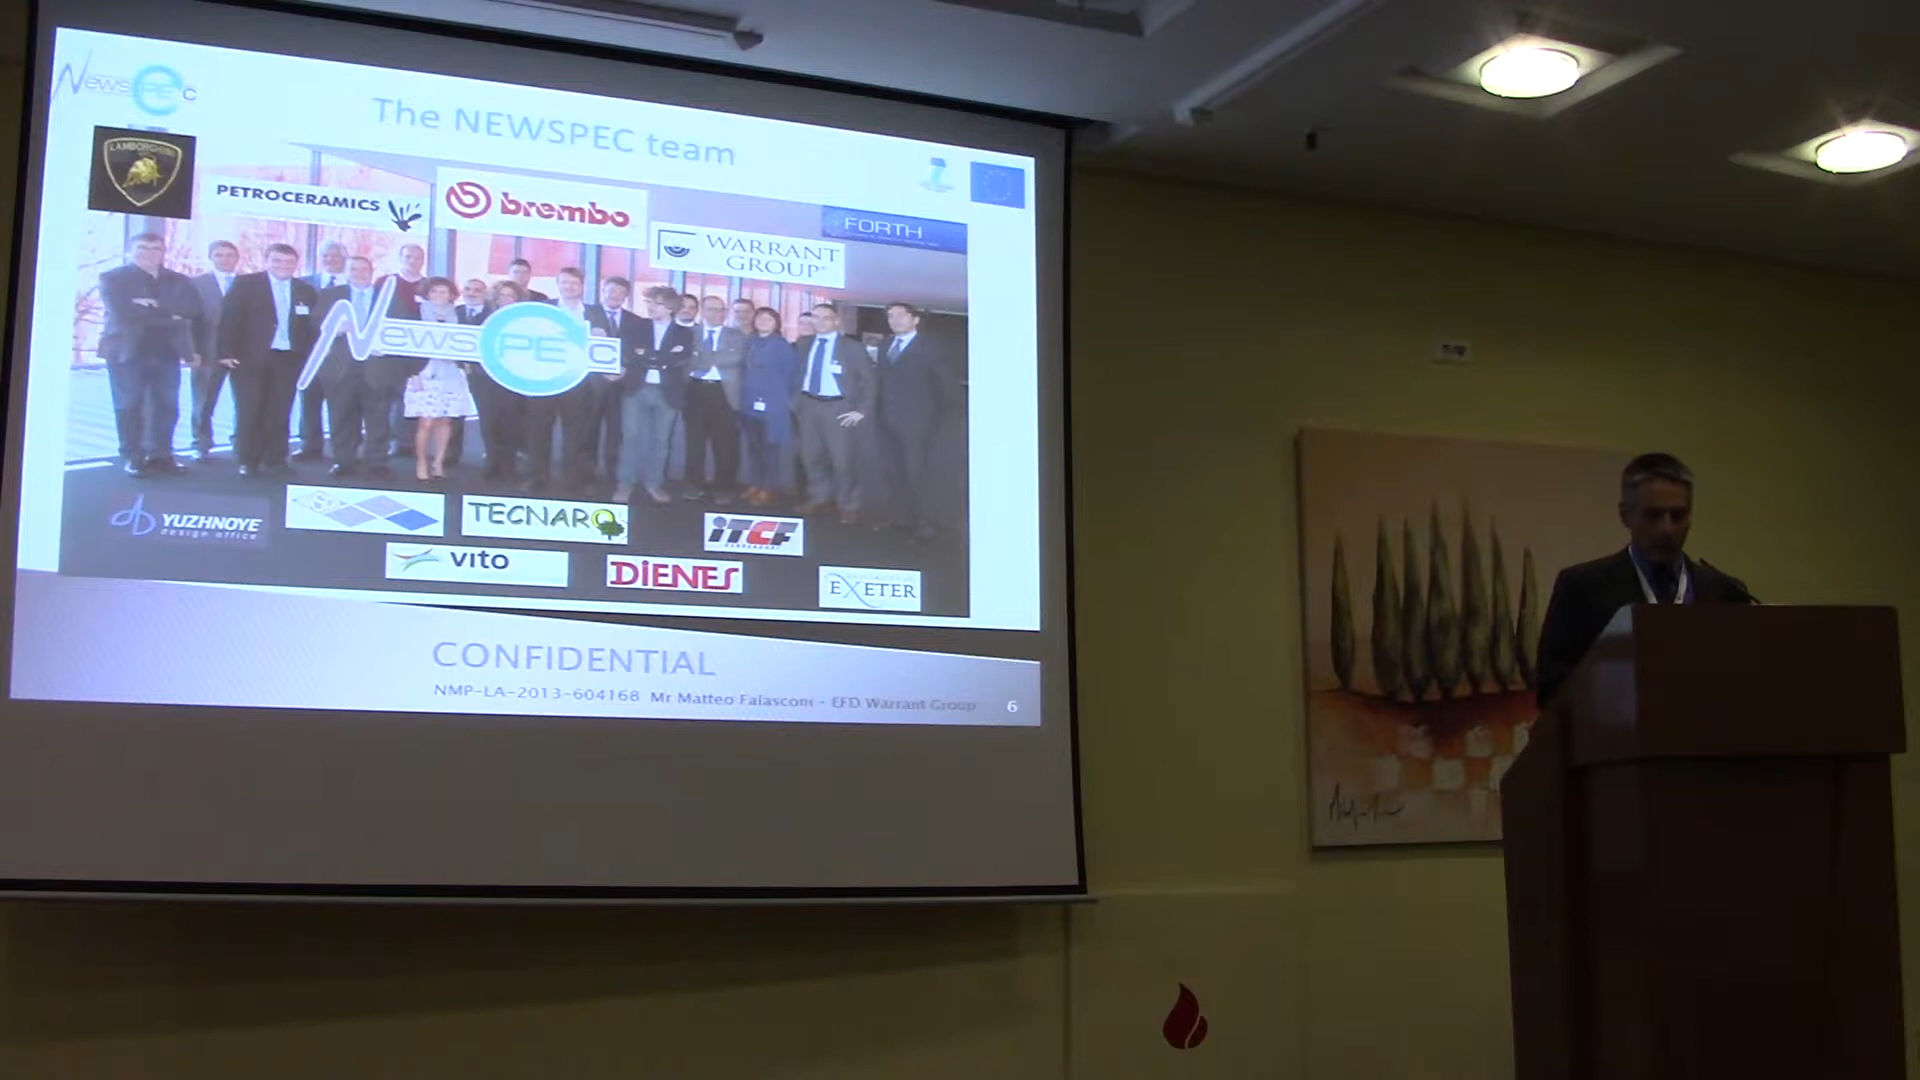 NewSPEC
The NEWSPEC team
LAMBORGHINI
PETROCERAMICS
brembo
FORTH
WARRANT
GROUP
NewSPEC
YUZHNOYE
design office
TECNARO
iTCF
vito
DiENES
EXETER
CONFIDENTIAL
NMP-LA-2013-604168 Mr Matteo Falasconi - EFD Warrant Group
6